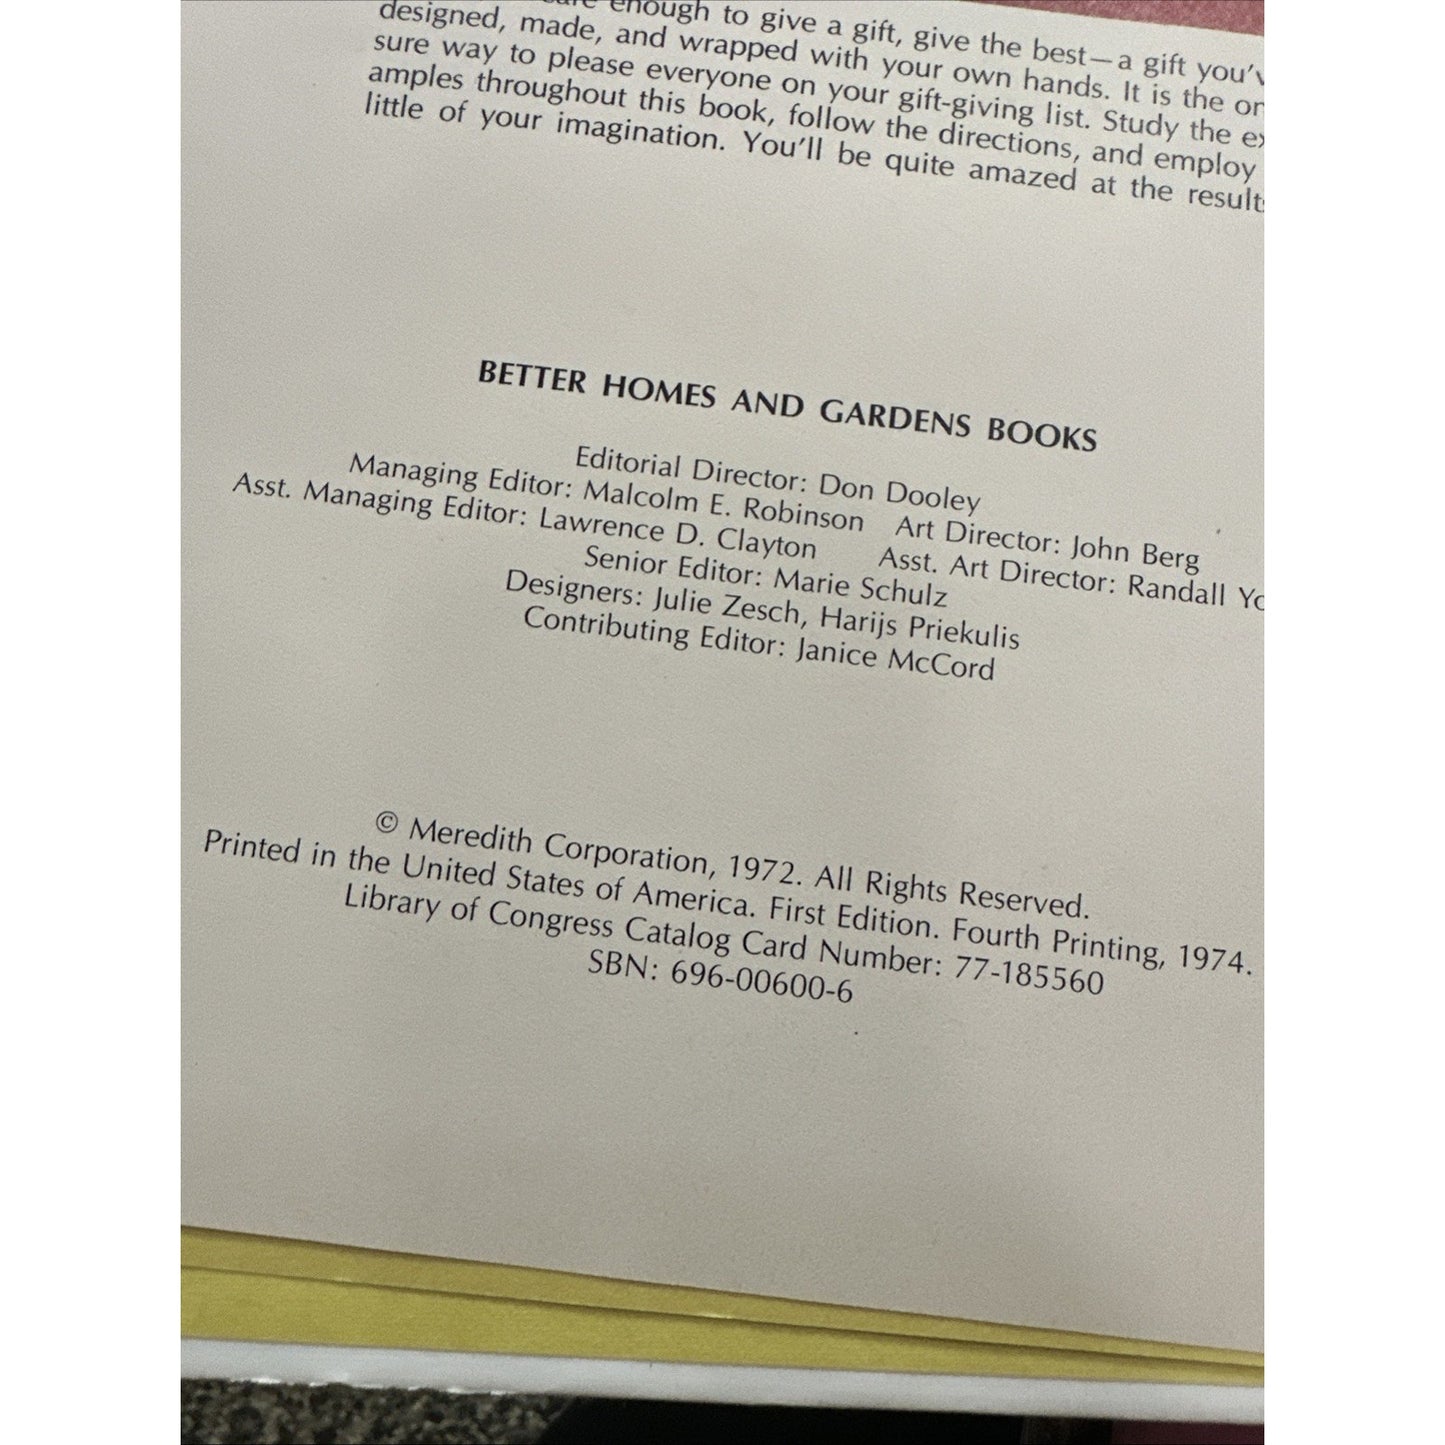 enough to give a gift, give the best—a gift you'v
designed, made, and wrapped with your own hands. It is the on
sure way to please everyone on your gift-giving list. Study the ex
amples throughout this book, follow the directions, and employ
little of your imagination. You'll be quite amazed at the results
BETTER HOMES AND GARDENS BOOKS
Editorial Director: Don Dooley
Managing Editor: Malcolm E. Robinson Art Director: John Berg
Asst. Managing Editor: Lawrence D. Clayton Asst. Art Director: Randall Yo
Senior Editor: Marie Schulz
Designers: Julie Zesch, Harijs Priekulis
Contributing Editor: Janice McCord
© Meredith Corporation, 1972. All Rights Reserved.
Printed in the United States of America. First Edition. Fourth Printing, 1974.
Library of Congress Catalog Card Number: 77-185560
SBN: 696-00600-6